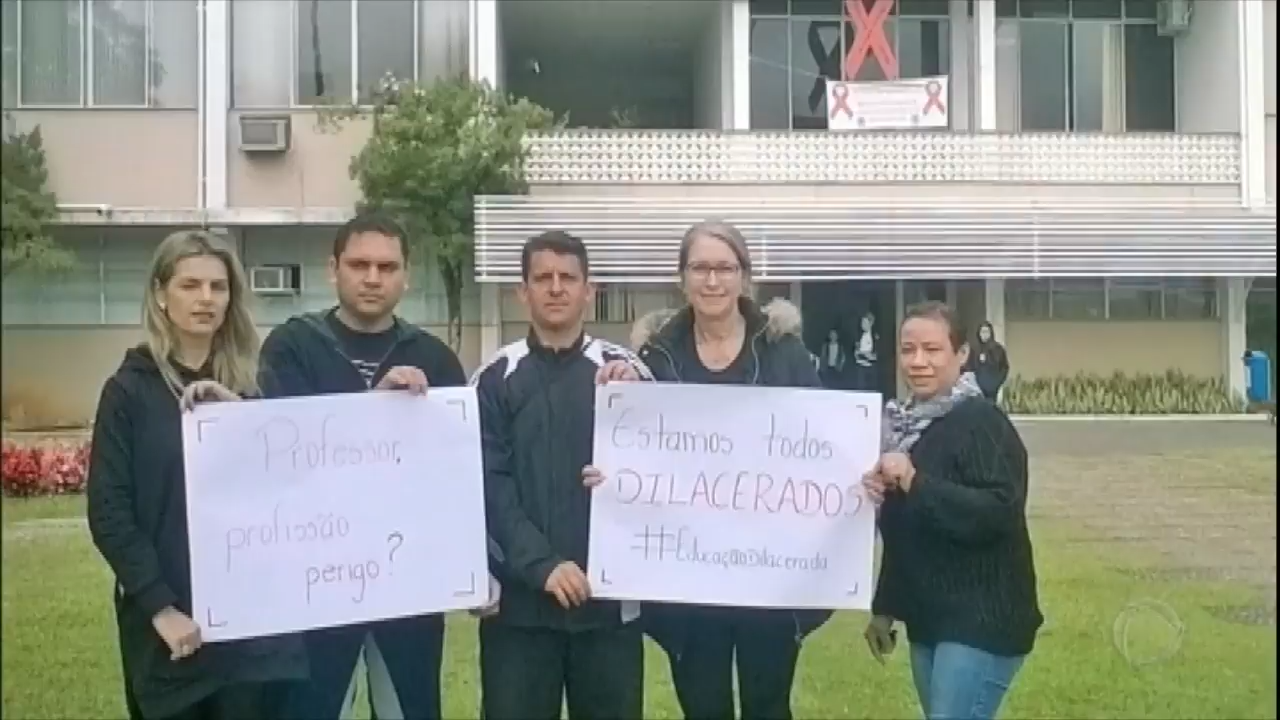 Professor,
profissão
perigo?
Estamos todos
DILACERADOS
#EducaçãoDilacerada